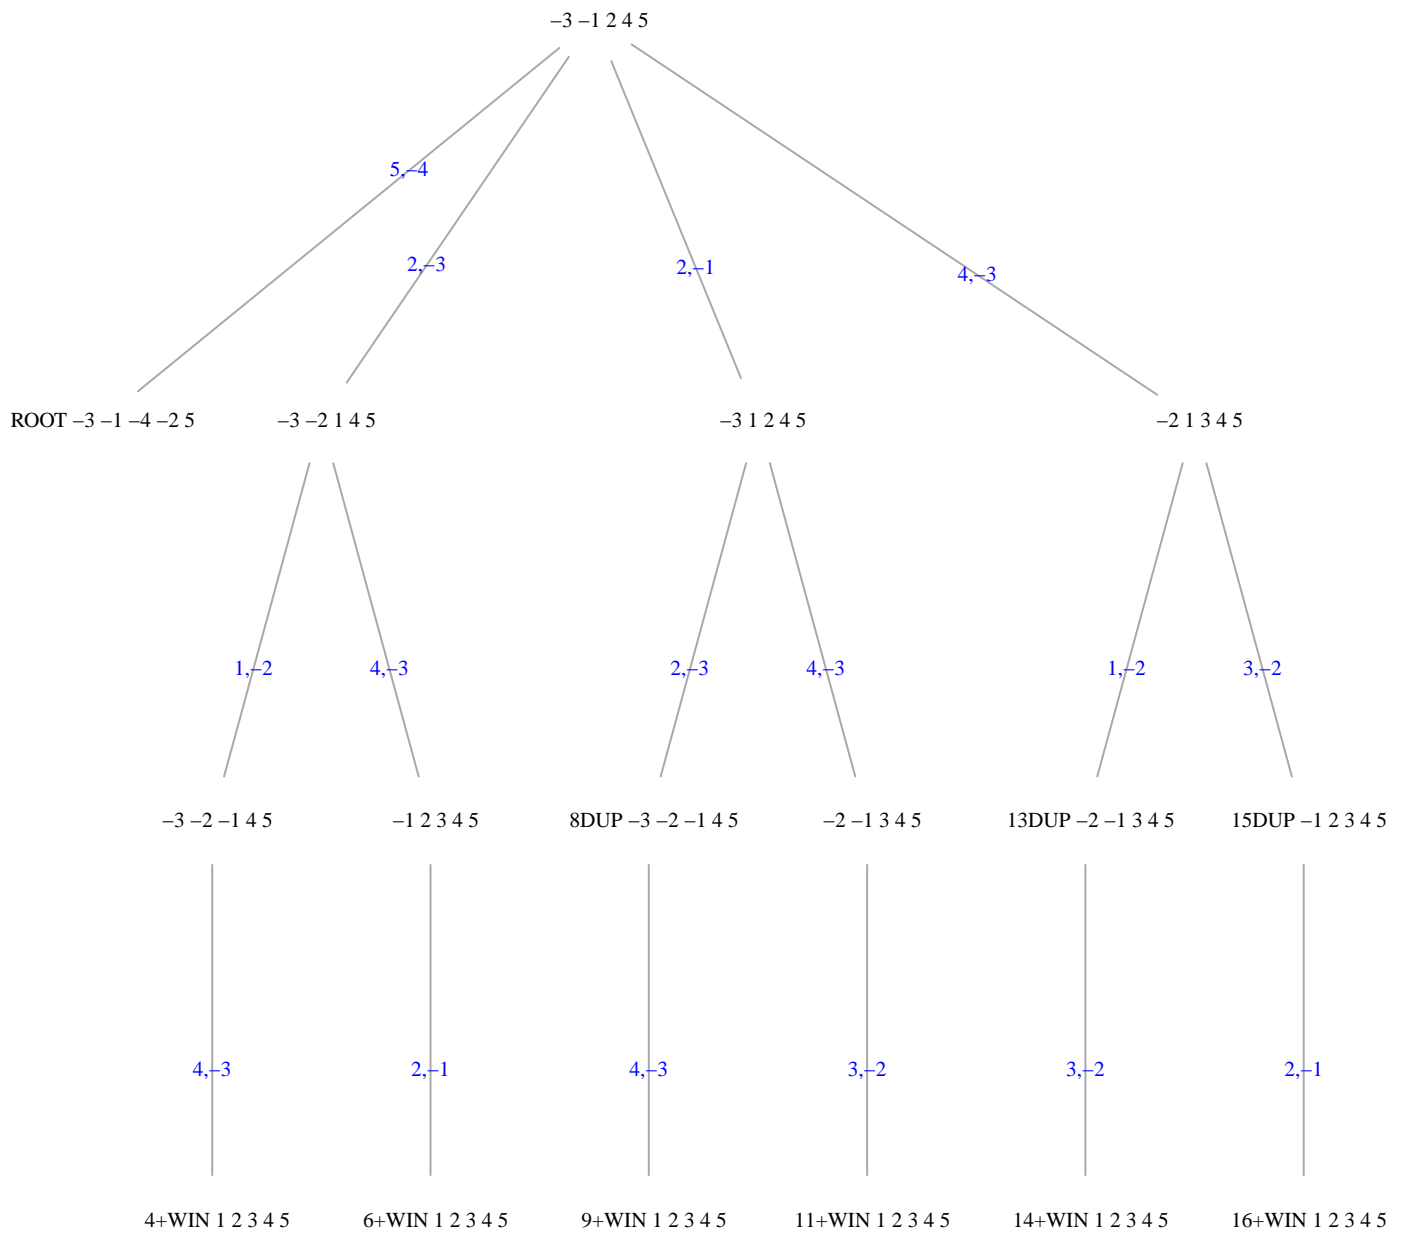 –3 –1 2 4 5
5,–4
2,–3
2,–1
4,–3
ROOT –3 –1 –4 –2 5
–3 –2 1 4 5
–3 1 2 4 5
–2 1 3 4 5
1,–2
4,–3
2,–3
4,–3
1,–2
3,–2
–3 –2 –1 4 5
–1 2 3 4 5
8DUP –3 –2 –1 4 5
–2 –1 3 4 5
13DUP –2 –1 3 4 5
15DUP –1 2 3 4 5
4,–3
2,–1
4,–3
3,–2
3,–2
2,–1
4+WIN 1 2 3 4 5
6+WIN 1 2 3 4 5
9+WIN 1 2 3 4 5
11+WIN 1 2 3 4 5
14+WIN 1 2 3 4 5
16+WIN 1 2 3 4 5